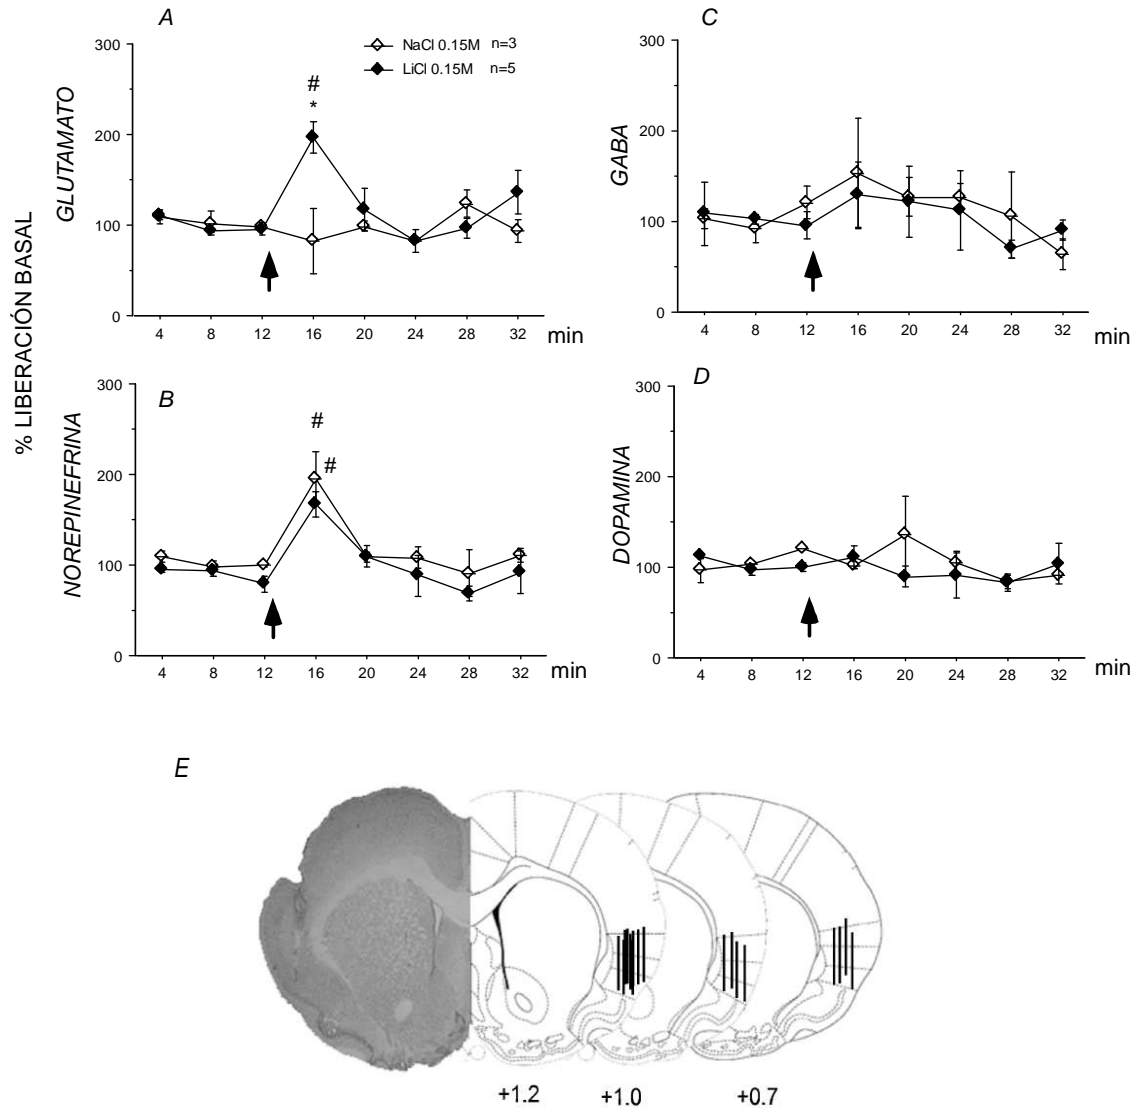 % LIBERACIÓN BASAL
A
GLUTAMATO
NaCl 0.15M n=3
LiCl 0.15M n=5
300
200
100
0
#
*
4 8 12 16 20 24 28 32 min
C
GABA
300
200
100
0
4 8 12 16 20 24 28 32 min
B
NOREPINEFRINA
300
200
100
0
#
#
4 8 12 16 20 24 28 32 min
D
DOPAMINA
300
200
100
0
4 8 12 16 20 24 28 32 min
E
+1.2 +1.0 +0.7